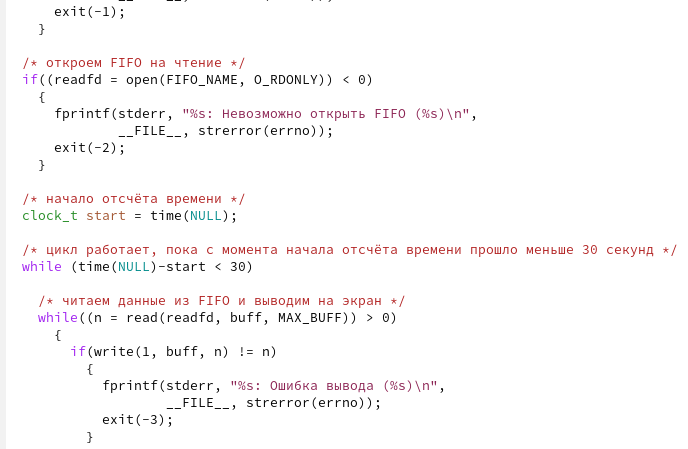 exit(-1);
}
/* откроем FIFO на чтение */
if((readfd = open(FIFO_NAME, O_RDONLY)) < 0)
{
fprintf(stderr, "%s: Невозможно открыть FIFO (%s)\n",
__FILE__, strerror(errno));
exit(-2);
}
/* начало отсчёта времени */
clock_t start = time(NULL);
/* цикл работает, пока с момента начала отсчёта времени прошло меньше 30 секунд */
while (time(NULL)-start < 30)
/* читаем данные из FIFO и выводим на экран */
while((n = read(readfd, buff, MAX_BUFF)) > 0)
{
if(write(1, buff, n) != n)
{
fprintf(stderr, "%s: Ошибка вывода (%s)\n",
__FILE__, strerror(errno));
exit(-3);
}